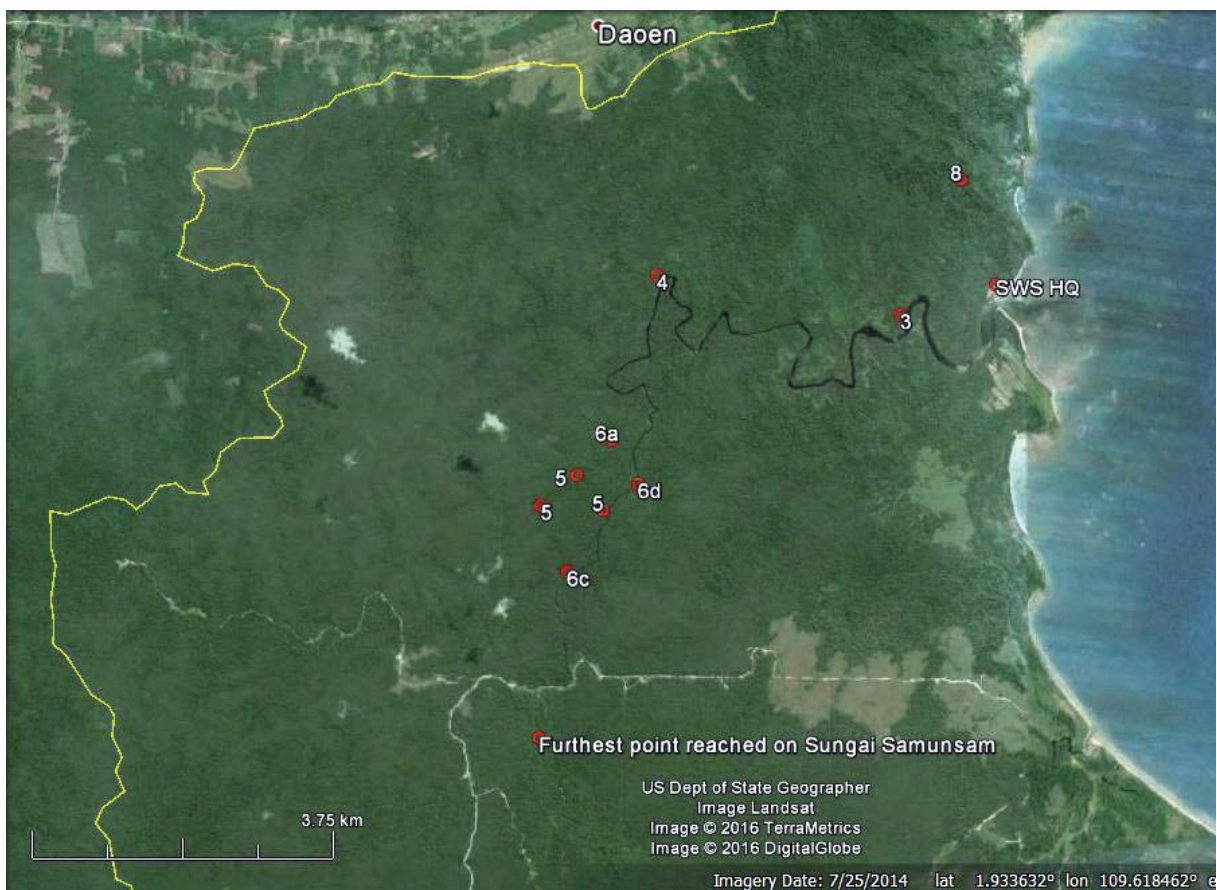 Daoen
8
4
SWS HQ
3
6a
5
6d
5
5
6c
Furthest point reached on Sungai Samunsam
US Dept of State Geographer
Image Landsat
Image © 2016 TerraMetrics
Image © 2016 DigitalGlobe
3.75 km
Imagery Date: 7/25/2014 lat 1.933632° lon 109.618462° e